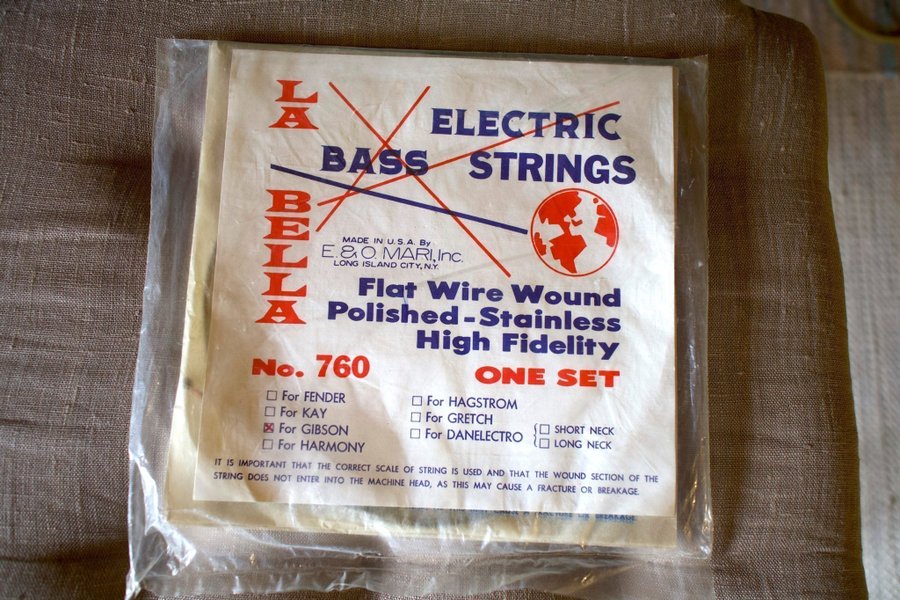 LA BELLA
ELECTRIC
BASS STRINGS
MADE IN U.S.A. By
E. & O. MARI, Inc.
LONG ISLAND CITY, N.Y.
Flat Wire Wound
Polished-Stainless
High Fidelity
No. 760
ONE SET
For FENDER
For KAY
For GIBSON
For HARMONY
For HAGSTROM
For GRETCH
For DANELECTRO
SHORT NECK
LONG NECK
IT IS IMPORTANT THAT THE CORRECT SCALE OF STRING IS USED AND THAT THE WOUND SECTION OF THE
STRING DOES NOT ENTER INTO THE MACHINE HEAD, AS THIS MAY CAUSE A FRACTURE OR BREAKAGE.
FRACTURE OR BREAKAGE.